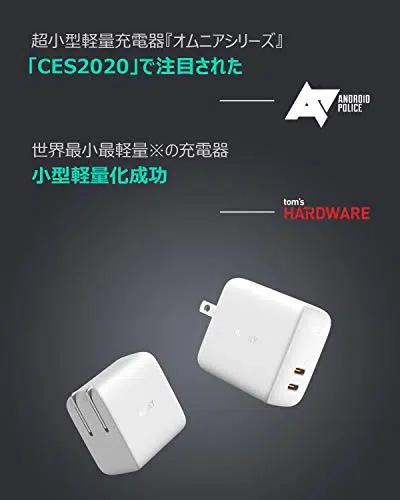 超小型軽量充電器『オムニアシリーズ』
「CES2020」で注目された
ANDROID
POLICE
世界最小最軽量※の充電器
小型軽量化成功
tom's
HARDWARE